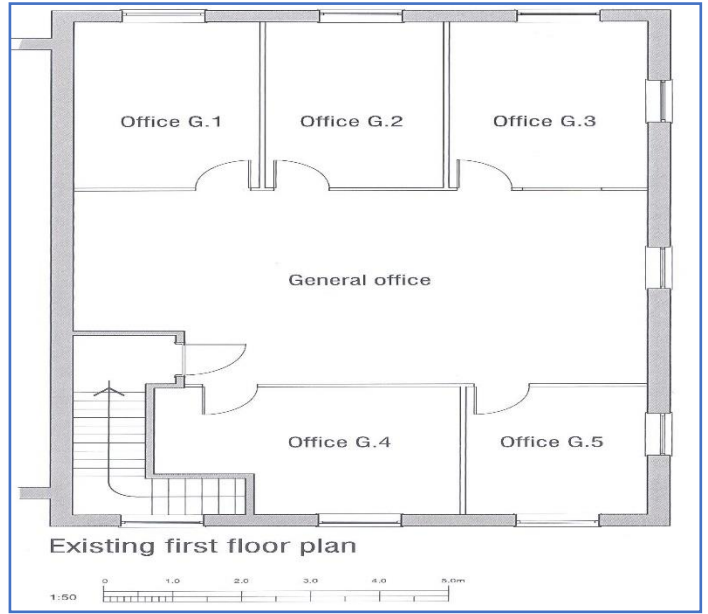 Office G.1
Office G.2
Office G.3
General office
Office G.4
Office G.5
Existing first floor plan
0 1.0 2.0 3.0 4.0 5.0m
1:50